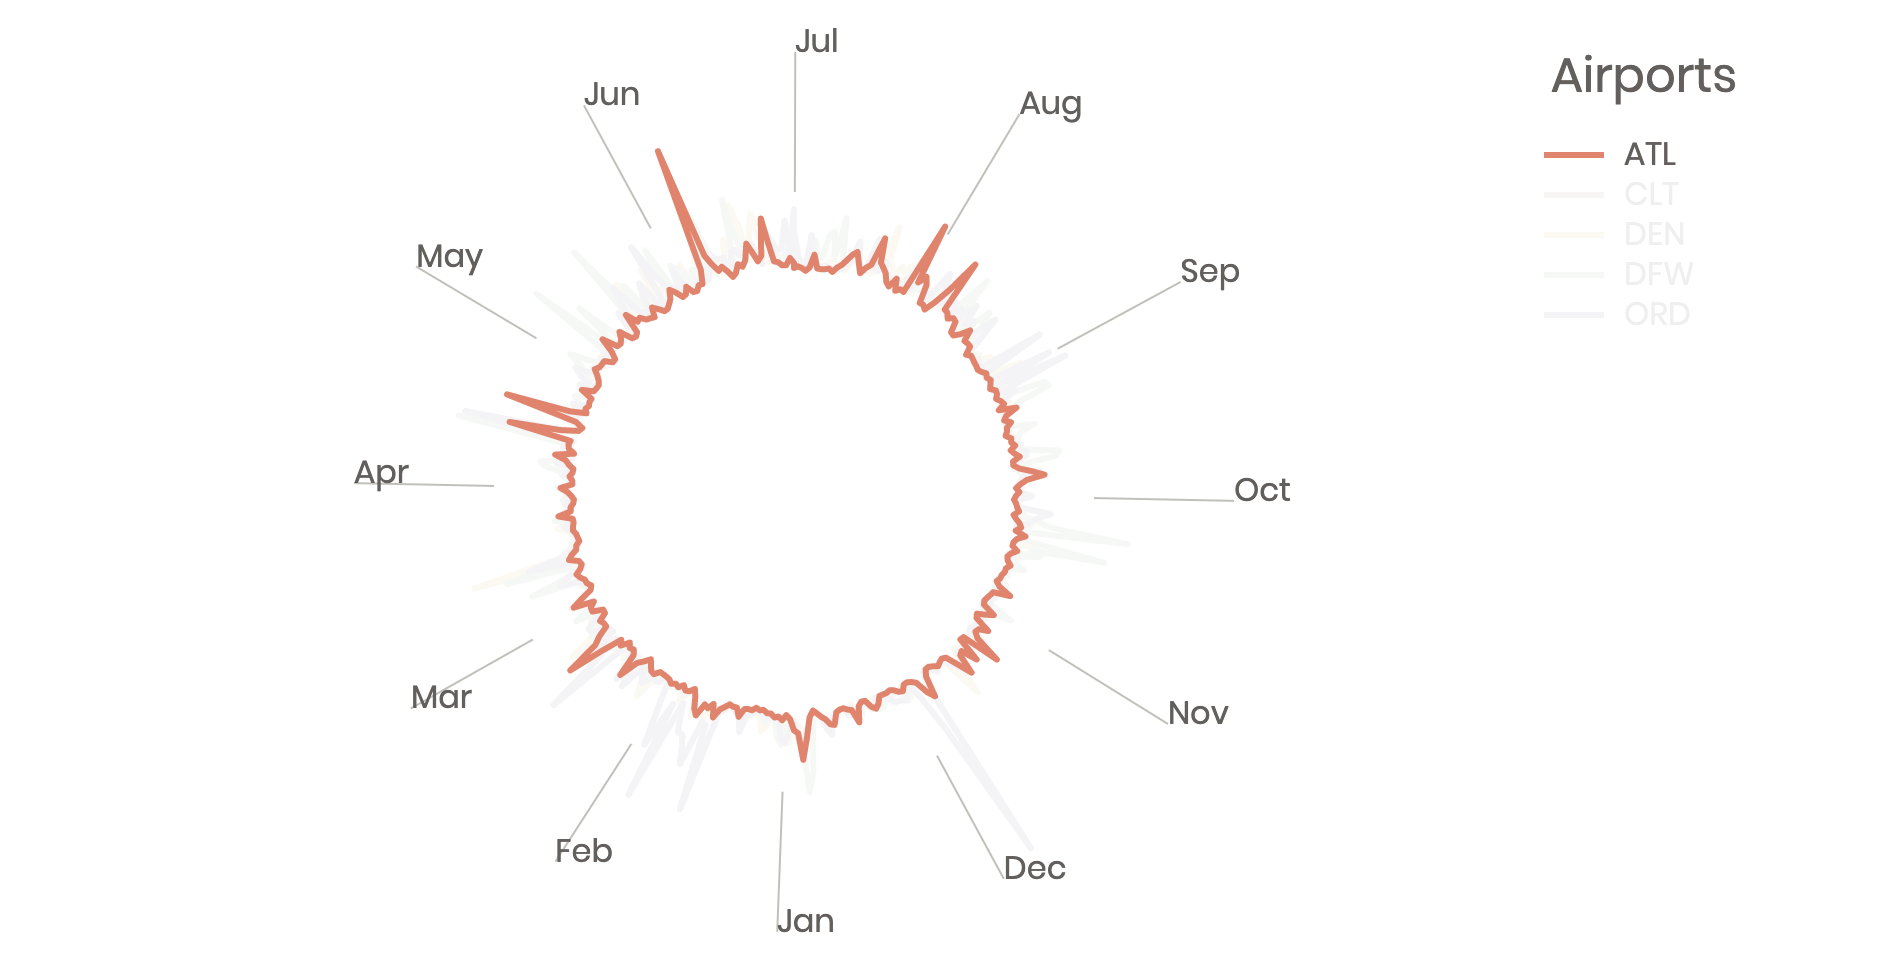 Jul
Jun
Aug
May
Sep
Apr
Oct
Mar
Nov
Feb
Dec
Jan
Airports
ATL
CLT
DEN
DFW
ORD